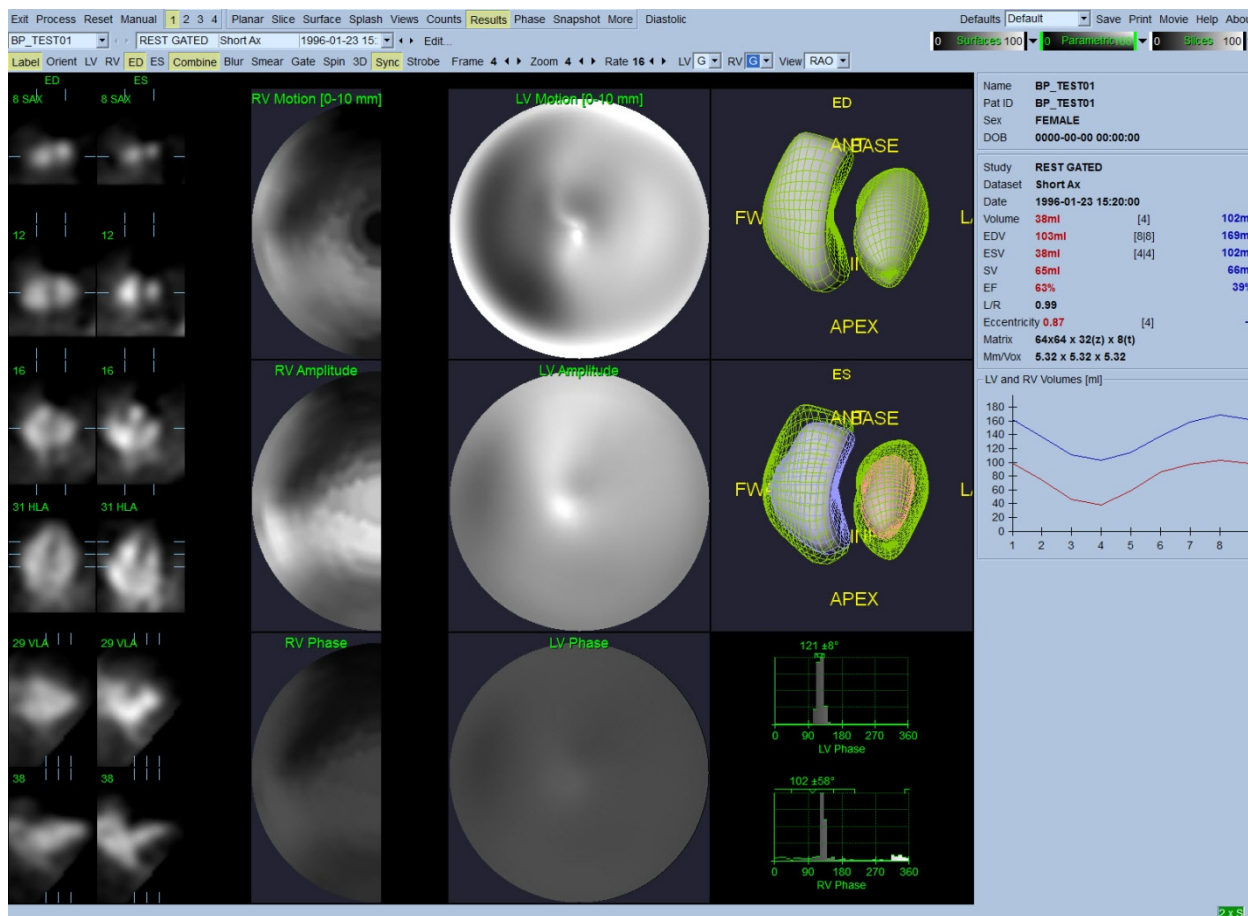 Exit Process Reset Manual 1 2 3 4 Planar Slice Surface Splash Views Counts Results Phase Snapshot More Diastolic Defaults Default Save Print Movie Help Abou
BP_TEST01 REST GATED Short Ax 1996-01-23 15: Edit... 0 Surfaces 100 0 Parametric 100 0 Slices 100
Label Orient LV RV ED ES Combine Blur Smear Gate Spin 3D Sync Strobe Frame 4 Zoom 4 Rate 16 LV G RV G View RAO
ED ES
8 SAX 8 SAX
12 12
16 16
31 HLA 31 HLA
29 VLA 29 VLA
38 38
RV Motion [0-10 mm] LV Motion [0-10 mm]
RV Amplitude LV Amplitude
RV Phase LV Phase
ED
ANT BASE
FW LA
IN
APEX
ES
ANT BASE
FW LA
INF
APEX
121 ±8°
0 90 180 270 360
LV Phase
102 ±58°
0 90 180 270 360
RV Phase
Name BP_TEST01
Pat ID BP_TEST01
Sex FEMALE
DOB 0000-00-00 00:00:00
Study REST GATED
Dataset Short Ax
Date 1996-01-23 15:20:00
Volume 38ml [4] 102m
EDV 103ml [8|8] 169m
ESV 38ml [4|4] 102m
SV 65ml 66m
EF 63% 39%
L/R 0.99
Eccentricity 0.87 [4] -
Matrix 64x64 x 32(z) x 8(t)
Mm/Vox 5.32 x 5.32 x 5.32
LV and RV Volumes [ml]
180
160
140
120
100
80
60
40
20
0
1 2 3 4 5 6 7 8
2 x S